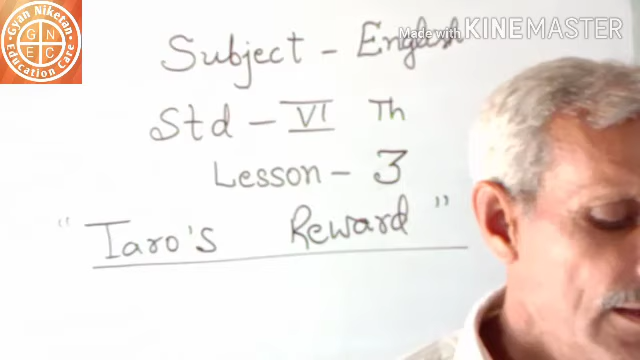 Gyan Niketan
G N
E C
Education Care
Made with KINEMASTER
Subject - English
Std - VI Th
Lesson - 3
" Taro's Reward "